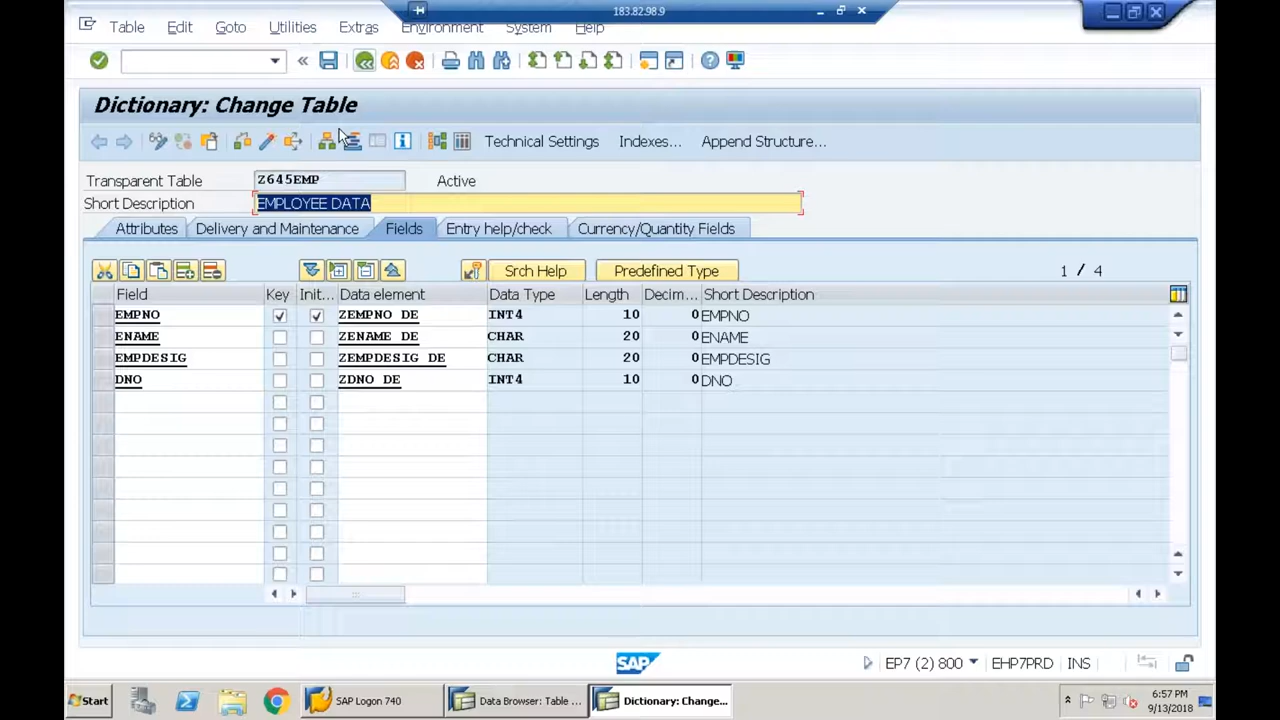 183.82.98.9
Table Edit Goto Utilities Extras Environment System Help
Dictionary: Change Table
Technical Settings Indexes... Append Structure...
Transparent Table Z645EMP Active
Short Description EMPLOYEE DATA
Attributes Delivery and Maintenance Fields Entry help/check Currency/Quantity Fields
Srch Help Predefined Type 1 / 4
Field Key Init... Data element Data Type Length Decim... Short Description
EMPNO ZEMPNO_DE INT4 10 0 EMPNO
ENAME ZENAME_DE CHAR 20 0 ENAME
EMPDESIG ZEMPDESIG_DE CHAR 20 0 EMPDESIG
DNO ZDNO_DE INT4 10 0 DNO
SAP EP7 (2) 800 EHP7PRD INS
Start SAP Logon 740 Data Browser: Table ... Dictionary: Change... 6:57 PM
9/13/2018